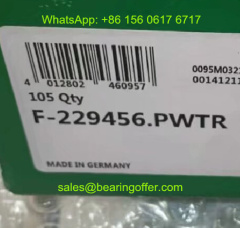 WhatsApp: +86 156 0617 6717
0095M032
00141211
4 012802 460957
105 Qty
F-229456.PWTR
MADE IN GERMANY
sales@bearingoffer.com